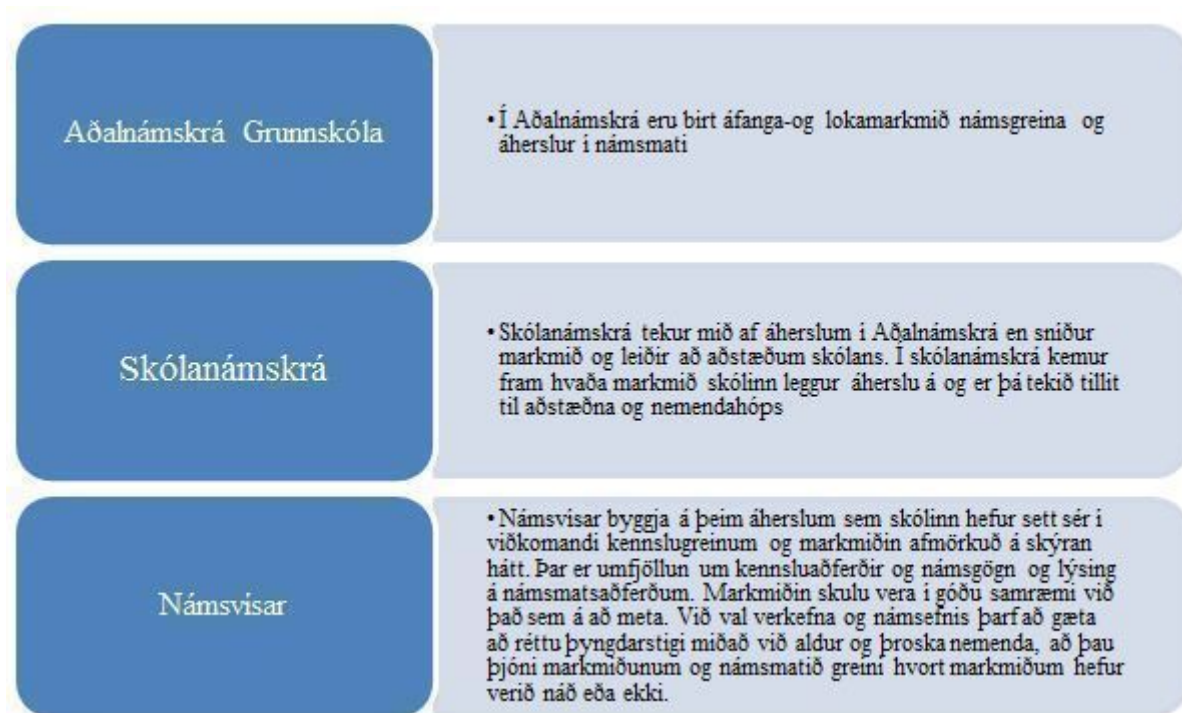 Aðalnámskrá Grunnskóla
•Í Aðalnámskrá eru birt áfanga-og lokamarkmið námsgreina og
áherslur í námsmati
Skólanámskrá
•Skólanámskrá tekur mið af áherslum í Aðalnámskrá en sníður
markmið og leiðir að aðstæðum skólans. Í skólanámskrá kemur
fram hvaða markmið skólinn leggur áherslu á og er þá tekið tillit
til aðstæðna og nemendahóps
Námsvísar
•Námsvísar byggja á þeim áherslum sem skólinn hefur sett sér í
viðkomandi kennslugreinum og markmiðin afmörkuð á skýran
hátt. Þar er umfjöllun um kennsluaðferðir og námsgögn og lýsing
á námsmatsaðferðum. Markmiðin skulu vera í góðu samræmi við
það sem á að meta. Við val verkefna og námsefnis þarf að gæta
að réttu þyngdarstigi miðað við aldur og þroska nemenda, að þau
þjóni markmiðunum og námsmatið greini hvort markmiðum hefur
verið náð eða ekki.